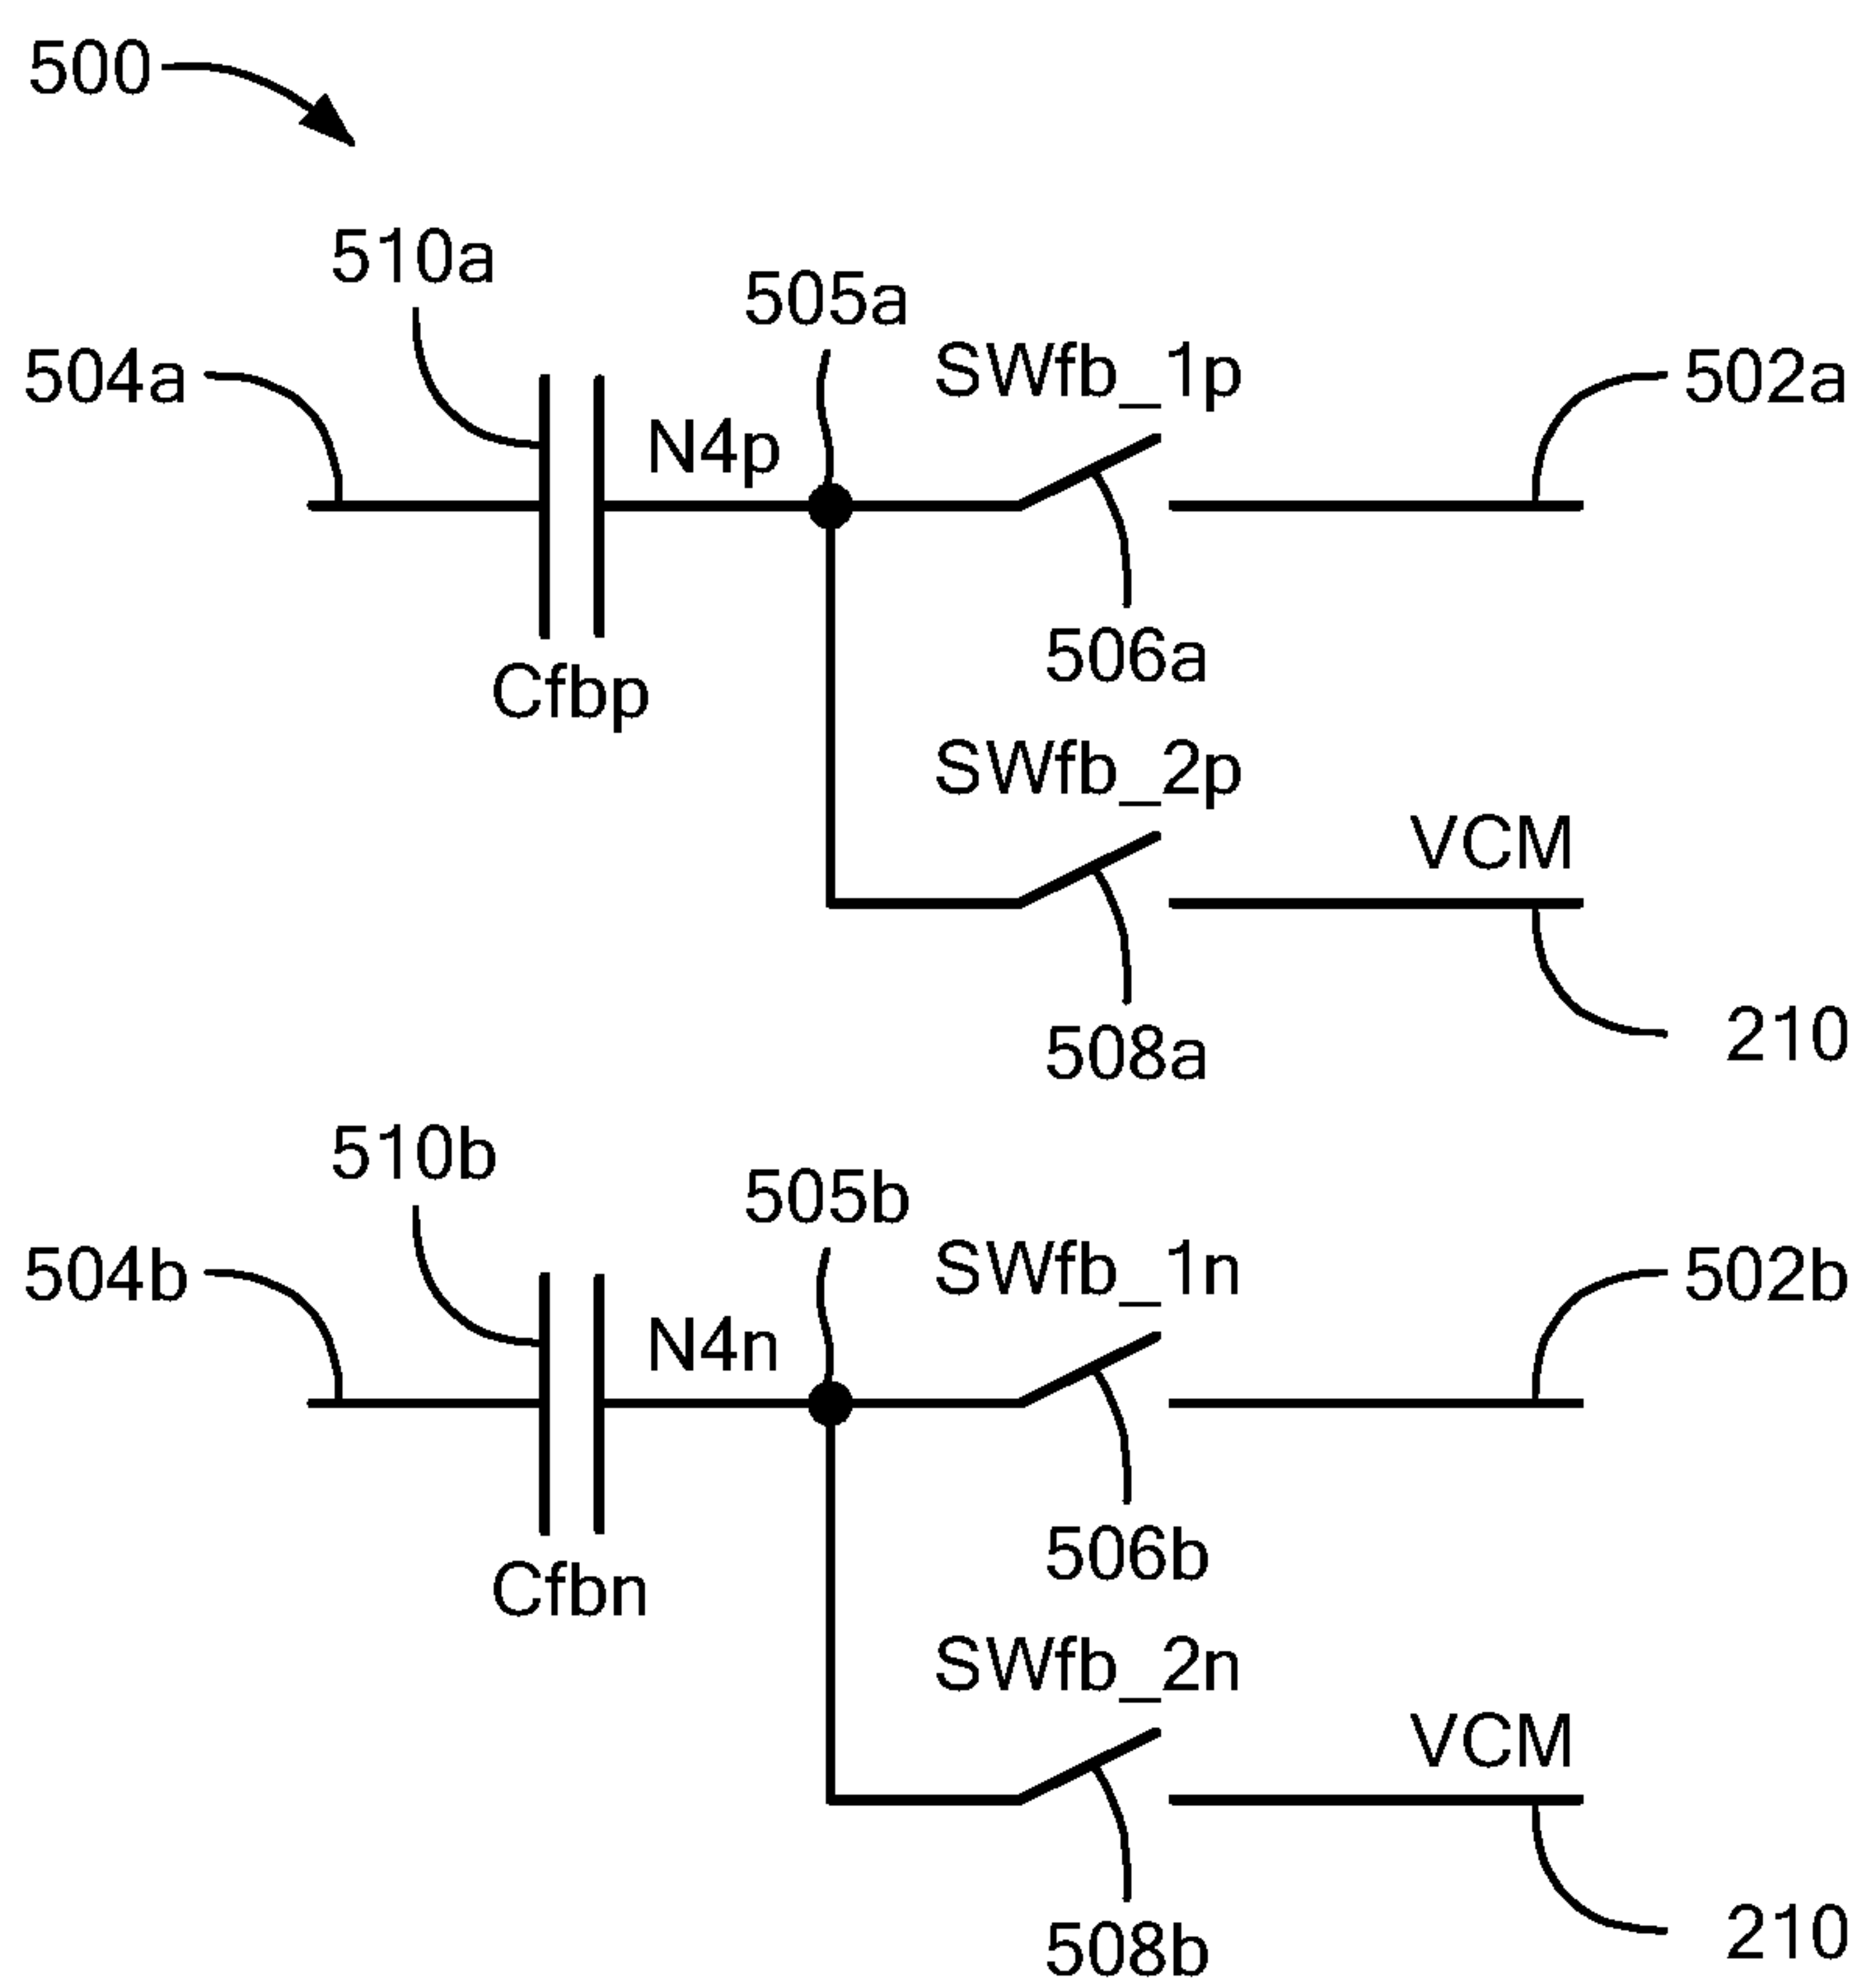 500
510a
505a
504a
SWfb_1p
502a
N4p
506a
Cfbp
SWfb_2p
VCM
508a
210
510b
505b
504b
SWfb_1n
502b
N4n
506b
Cfbn
SWfb_2n
VCM
508b
210